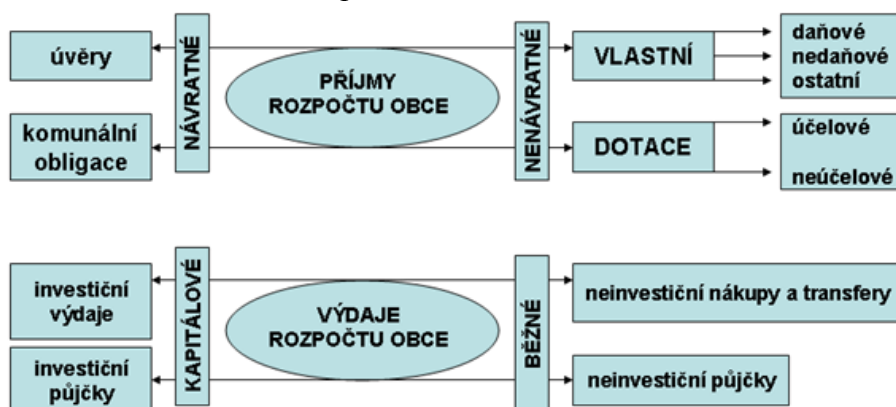 úvěry
komunální
obligace
NÁVRATNÉ
PŘÍJMY
ROZPOČTU OBCE
NENÁVRATNÉ
VLASTNÍ
daňové
nedaňové
ostatní
DOTACE
účelové
neúčelové
investiční
výdaje
investiční
půjčky
KAPITÁLOVÉ
VÝDAJE
ROZPOČTU OBCE
BĚŽNÉ
neinvestiční nákupy a transfery
neinvestiční půjčky